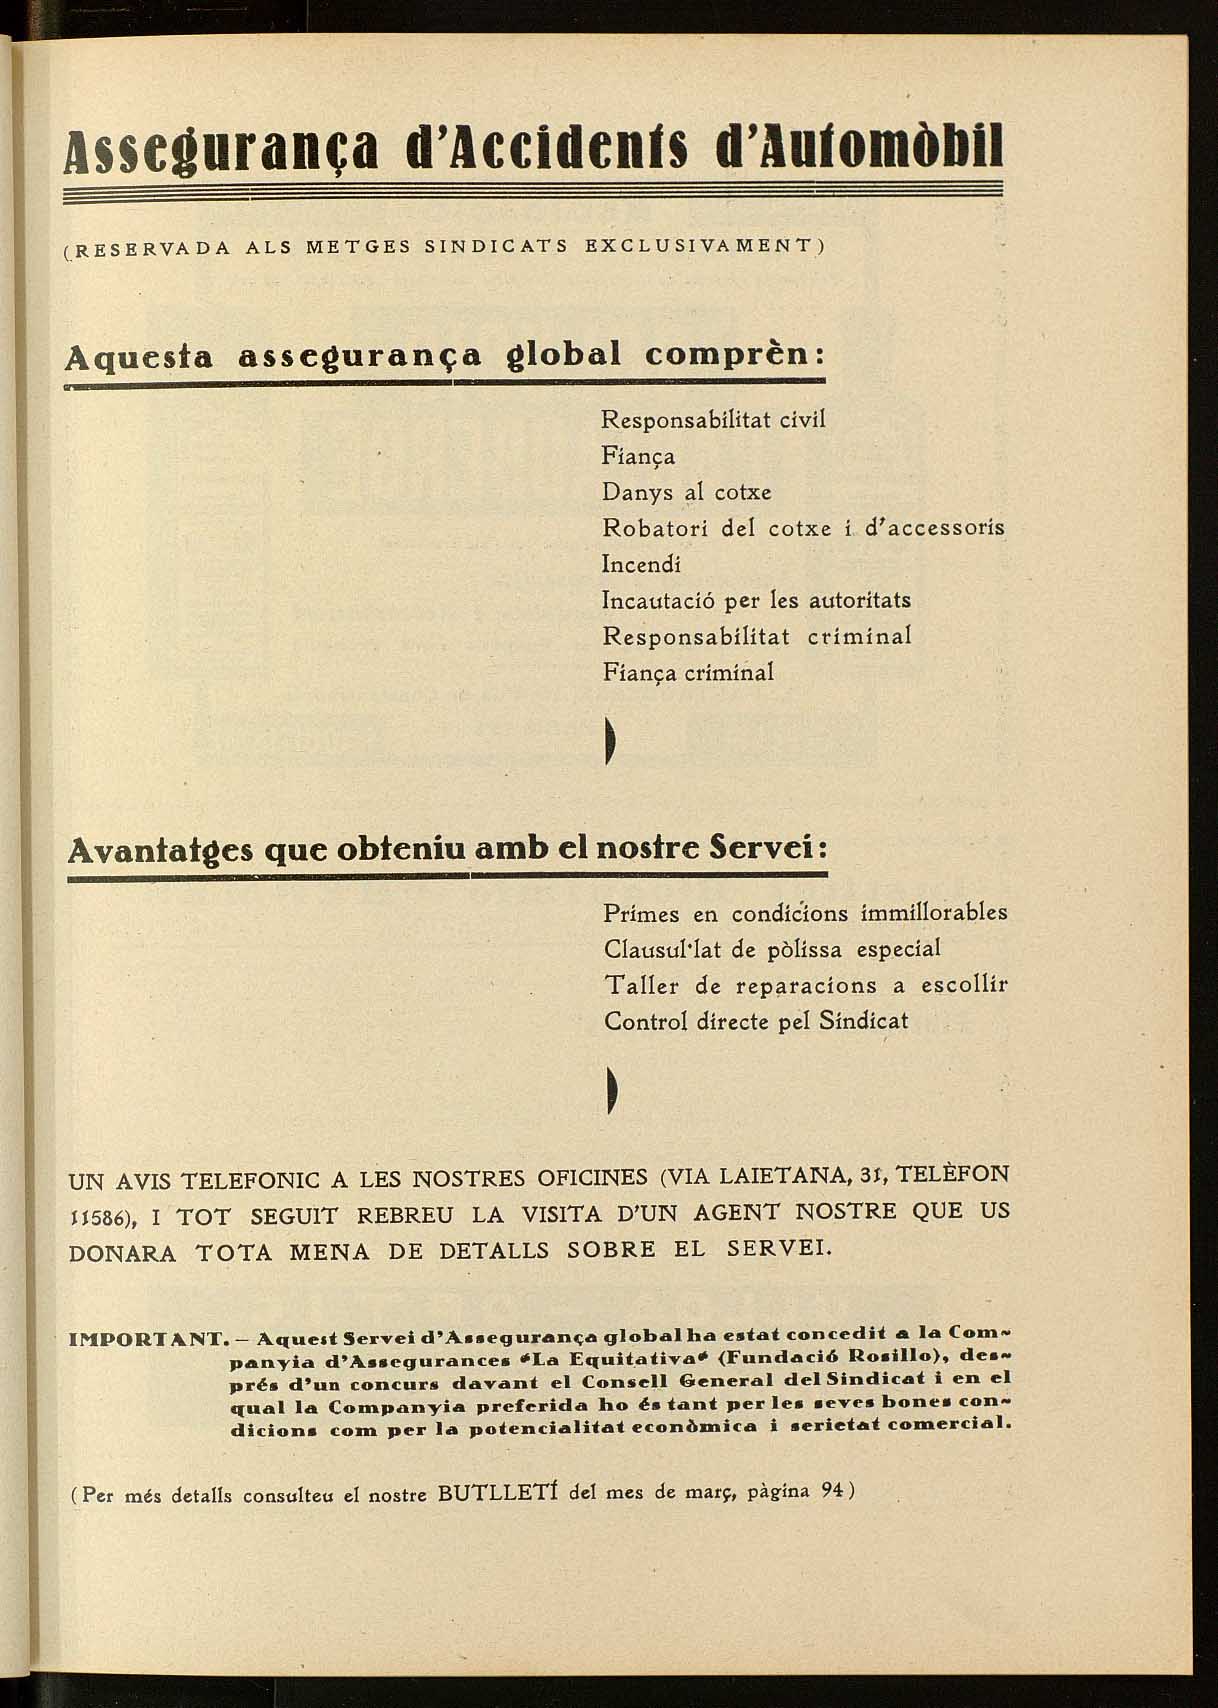 Assegurança d'Accidents d'Automòbil
(RESERVADA ALS METGES SINDICATS EXCLUSIVAMENT)
Aquesta assegurança global comprèn:
Responsabilitat civil
Fiança
Danys al cotxe
Robatori del cotxe i d'accessoris
Incendi
Incautació per les autoritats
Responsabilitat criminal
Fiança criminal
Avantatges que obteniu amb el nostre Servei:
Primes en condicions immillorables
Clausul·lat de pòlissa especial
Taller de reparacions a escollir
Control directe pel Sindicat
UN AVIS TELEFONIC A LES NOSTRES OFICINES (VIA LAIETANA, 31, TELÈFON
11586), I TOT SEGUIT REBREU LA VISITA D'UN AGENT NOSTRE QUE US
DONARA TOTA MENA DE DETALLS SOBRE EL SERVEI.
IMPORTANT. — Aquest Servei d'Assegurança global ha estat concedit a la Com-
panyia d'Assegurances "La Equitativa" (Fundació Rosillo), des-
prés d'un concurs davant el Consell General del Sindicat i en el
qual la Companyia preferida ho és tant per les seves bones con-
dicions com per la potencialitat econòmica i serietat comercial.
(Per més detalls consulteu el nostre BUTLLETÍ del mes de març, pàgina 94)